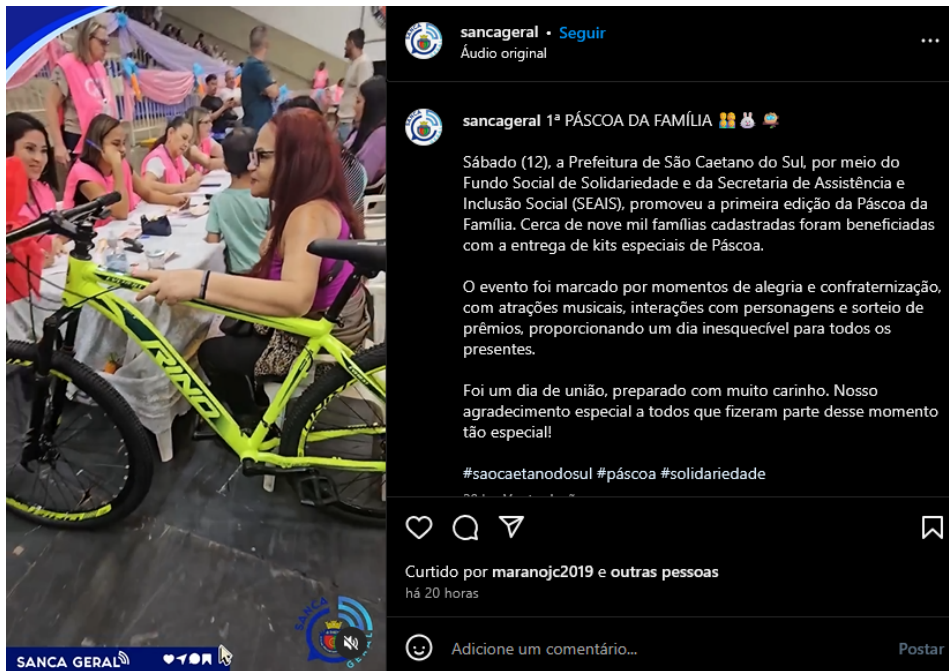 sancageral • Seguir
Áudio original
sancageral 1ª PÁSCOA DA FAMÍLIA
Sábado (12), a Prefeitura de São Caetano do Sul, por meio do
Fundo Social de Solidariedade e da Secretaria de Assistência e
Inclusão Social (SEAIS), promoveu a primeira edição da Páscoa da
Família. Cerca de nove mil famílias cadastradas foram beneficiadas
com a entrega de kits especiais de Páscoa.
O evento foi marcado por momentos de alegria e confraternização,
com atrações musicais, interações com personagens e sorteio de
prêmios, proporcionando um dia inesquecível para todos os
presentes.
Foi um dia de união, preparado com muito carinho. Nosso
agradecimento especial a todos que fizeram parte desse momento
tão especial!
#saocaetanodosul #páscoa #solidariedade
Curtido por maranojc2019 e outras pessoas
há 20 horas
Adicione um comentário...
Postar
RINO
SANCA GERAL
SANCA GERAL